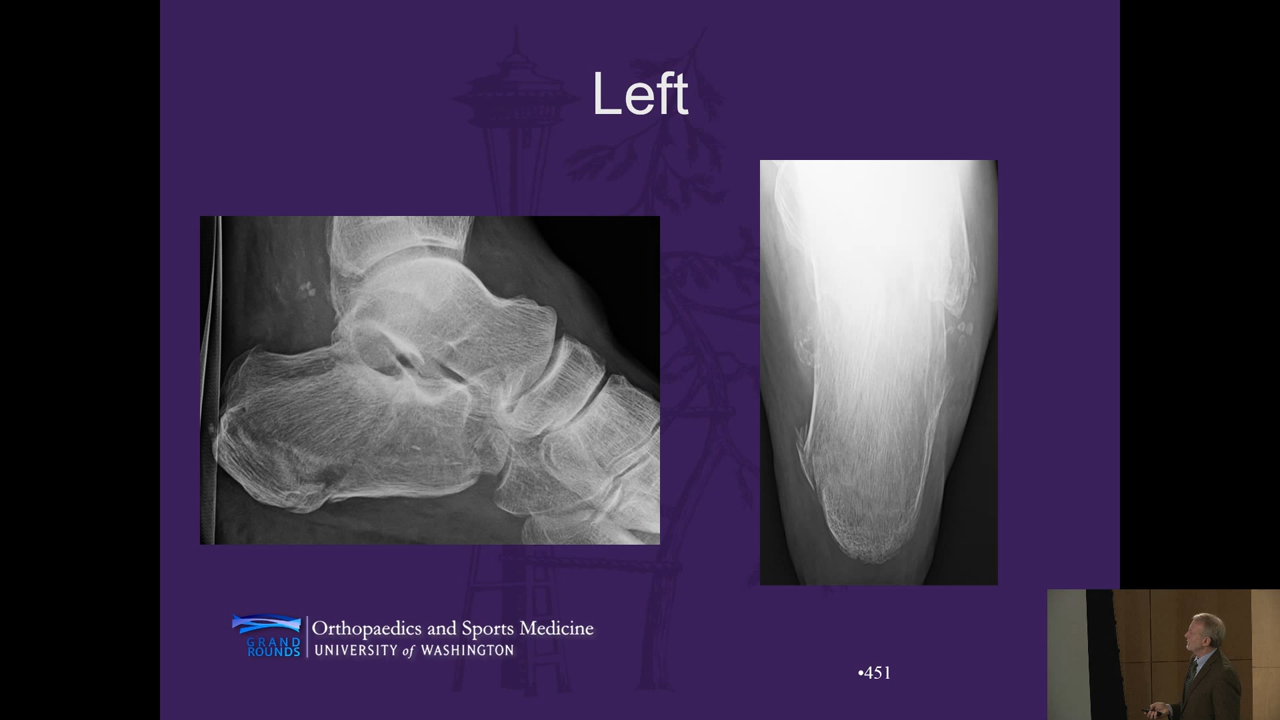 Left
GRAND
ROUNDS
Orthopaedics and Sports Medicine
UNIVERSITY of WASHINGTON
•451